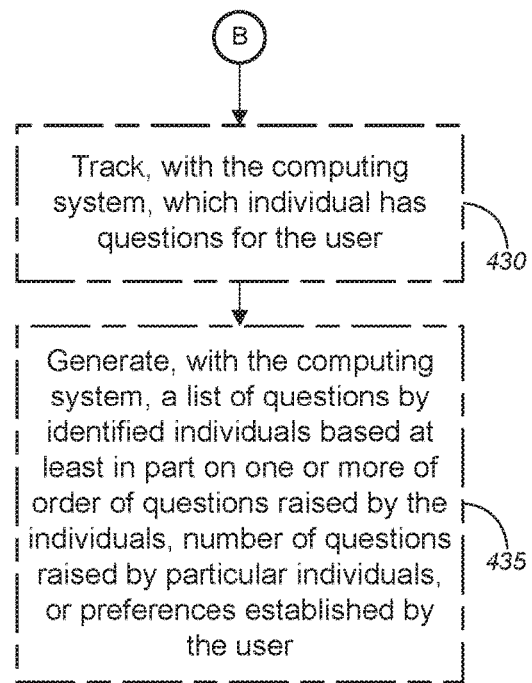 B
Track, with the computing
system, which individual has
questions for the user
430
Generate, with the computing
system, a list of questions by
identified individuals based at
least in part on one or more of
order of questions raised by the
individuals, number of questions
raised by particular individuals,
or preferences established by
the user
435